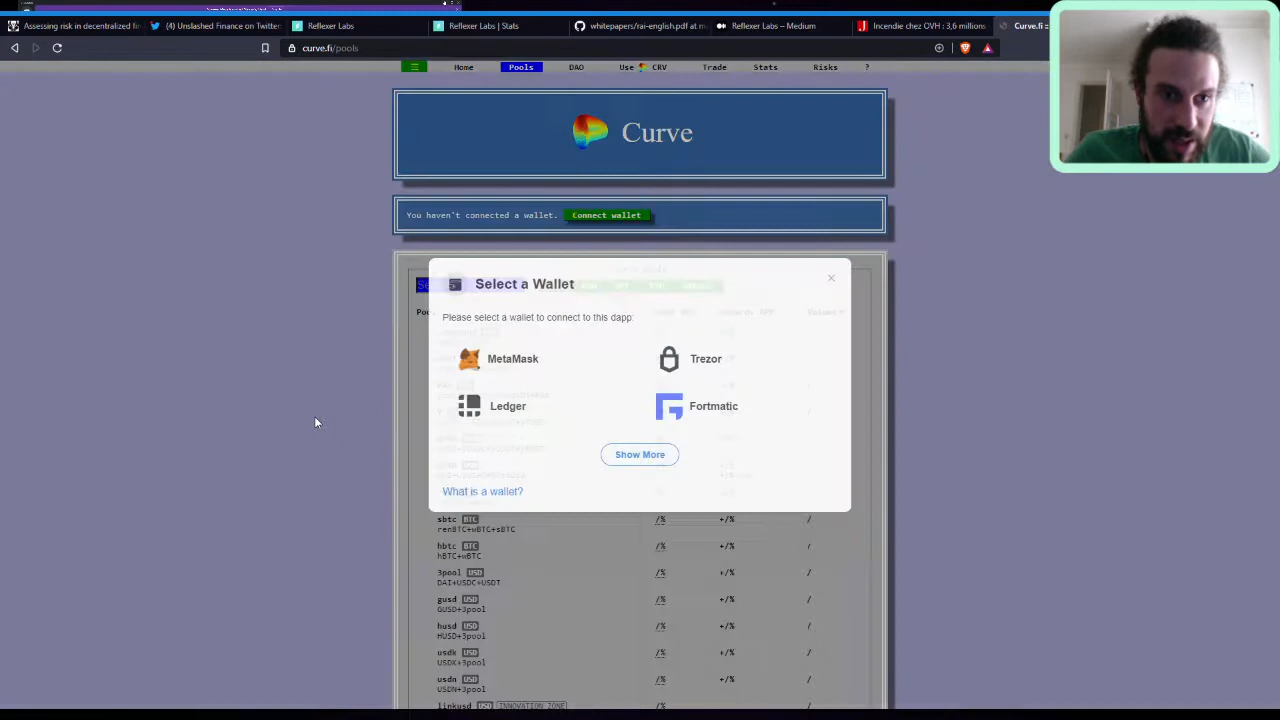 Assessing risk in decentralized fin
(4) Unslashed Finance on Twitter:
Reflexer Labs
Reflexer Labs | Stats
whitepapers/rai-english.pdf at m
Reflexer Labs – Medium
Incendie chez OVH : 3,6 millions
Curve.fi ::
curve.fi/pools
Home
Pools
DAO
Use CRV
Trade
Stats
Risks
?
Curve
You haven't connected a wallet.
Connect wallet
Select a Wallet
Please select a wallet to connect to this dapp:
MetaMask
Trezor
Ledger
Fortmatic
Show More
What is a wallet?
sbtc BTC /% +/% /
renBTC+wBTC+sBTC
hbtc BTC /% +/% /
hBTC+wBTC
3pool USD /% +/% /
DAI+USDC+USDT
gusd USD /% +/% /
GUSD+3pool
husd USD /% +/% /
HUSD+3pool
usdk USD /% +/% /
USDK+3pool
usdn USD /% +/% /
USDN+3pool
linkusd USD INNOVATION ZONE /% +/% /